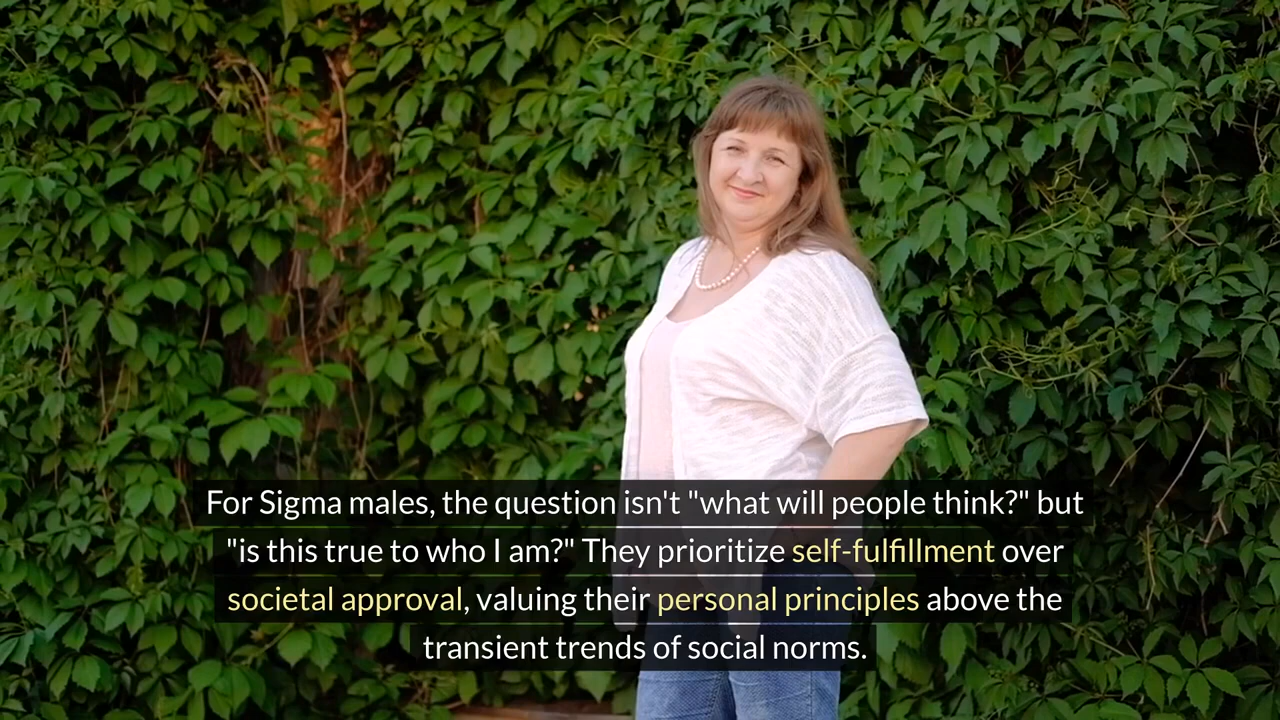 For Sigma males, the question isn't "what will people think?" but
"is this true to who I am?" They prioritize self-fulfillment over
societal approval, valuing their personal principles above the
transient trends of social norms.